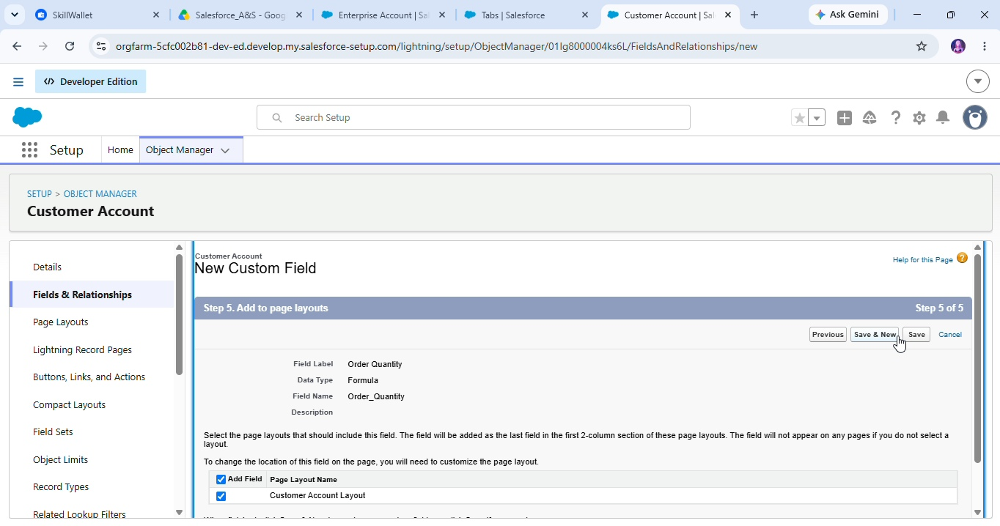 SkillWallet
Salesforce_A&S - Goog
Enterprise Account | Sa
Tabs | Salesforce
Customer Account | Sal
Ask Gemini
orgfarm-5cfc002b81-dev-ed.develop.my.salesforce-setup.com/lightning/setup/ObjectManager/01Ig8000004ks6L/FieldsAndRelationships/new
Developer Edition
Search Setup
Setup
Home
Object Manager
SETUP > OBJECT MANAGER
Customer Account
Details
Fields & Relationships
Page Layouts
Lightning Record Pages
Buttons, Links, and Actions
Compact Layouts
Field Sets
Object Limits
Record Types
Related Lookup Filters
Customer Account
New Custom Field
Help for this Page
Step 5. Add to page layouts
Step 5 of 5
Previous
Save & New
Save
Cancel
Field Label Order Quantity
Data Type Formula
Field Name Order_Quantity
Description
Select the page layouts that should include this field. The field will be added as the last field in the first 2-column section of these page layouts. The field will not appear on any pages if you do not select a
layout.
To change the location of this field on the page, you will need to customize the page layout.
Add Field Page Layout Name
Customer Account Layout